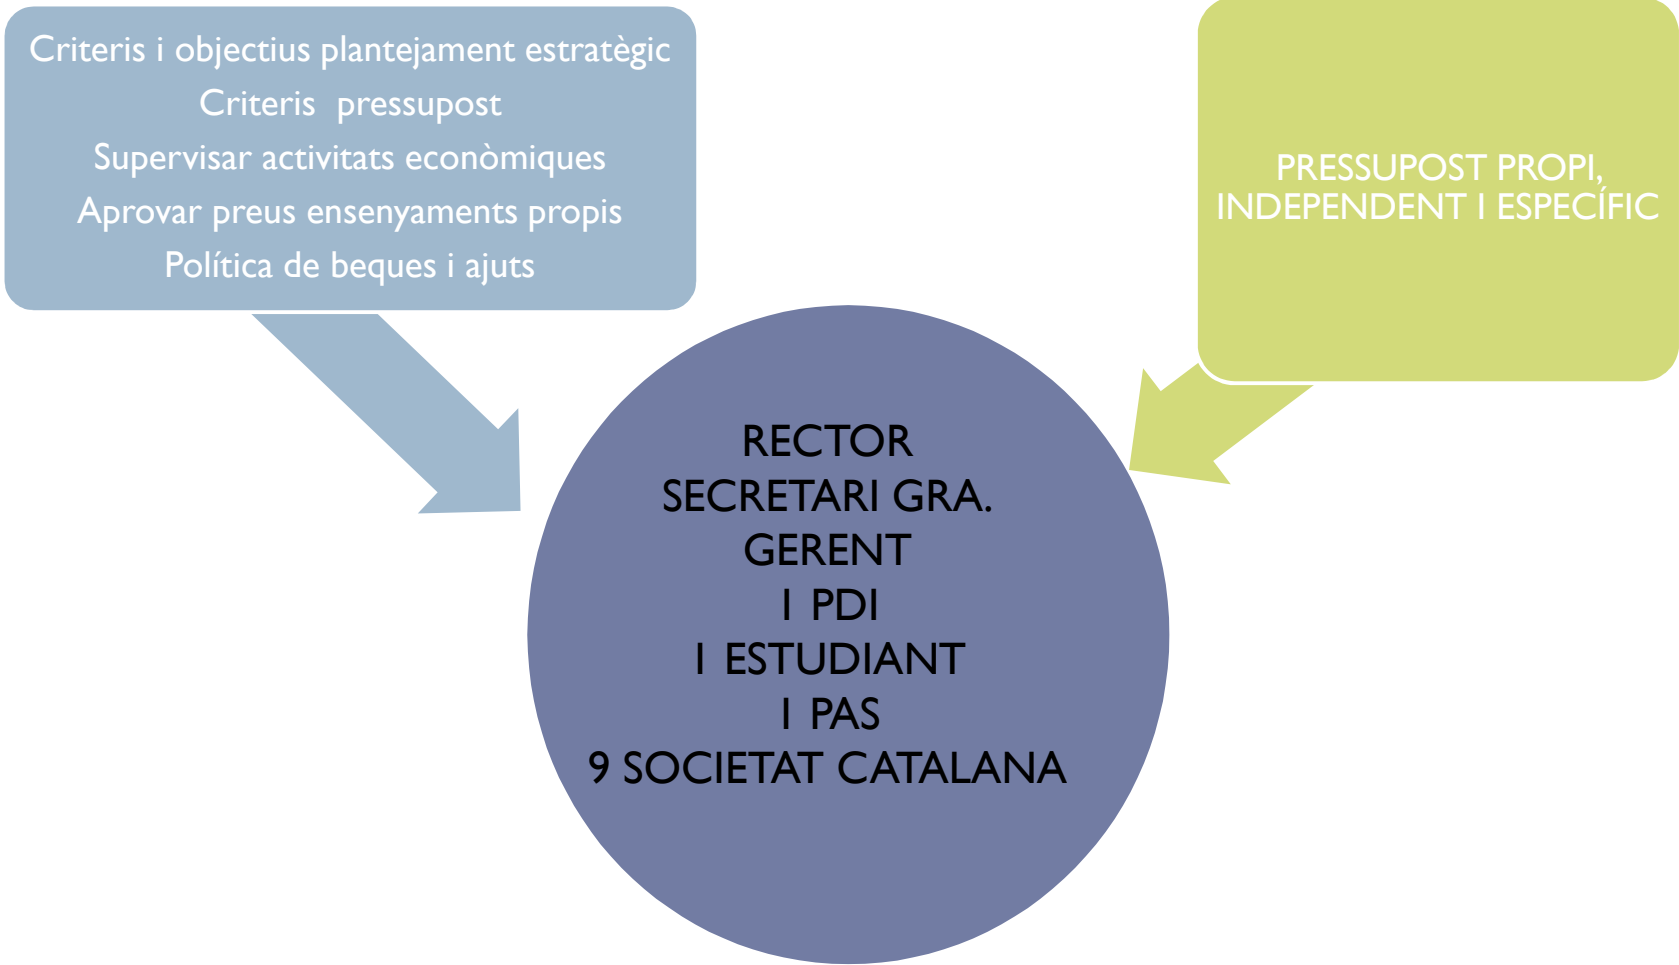 Criteris i objectius plantejament estratègic
Criteris pressupost
Supervisar activitats econòmiques
Aprovar preus ensenyaments propis
Política de beques i ajuts
PRESSUPOST PROPI,
INDEPENDENT I ESPECÍFIC
RECTOR
SECRETARI GRA.
GERENT
1 PDI
1 ESTUDIANT
1 PAS
9 SOCIETAT CATALANA